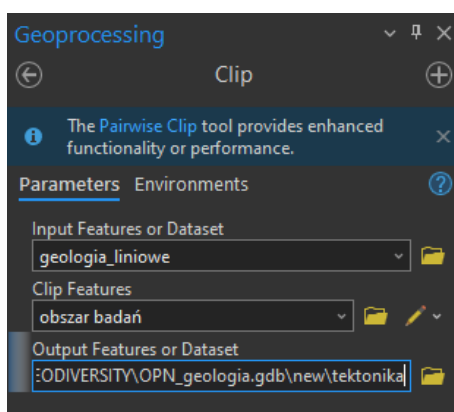 Geoprocessing
Clip
The Pairwise Clip tool provides enhanced
functionality or performance.
Parameters Environments
Input Features or Dataset
geologia_liniowe
Clip Features
obszar badań
Output Features or Dataset
EODIVERSITY\OPN_geologia.gdb\new\tektonika